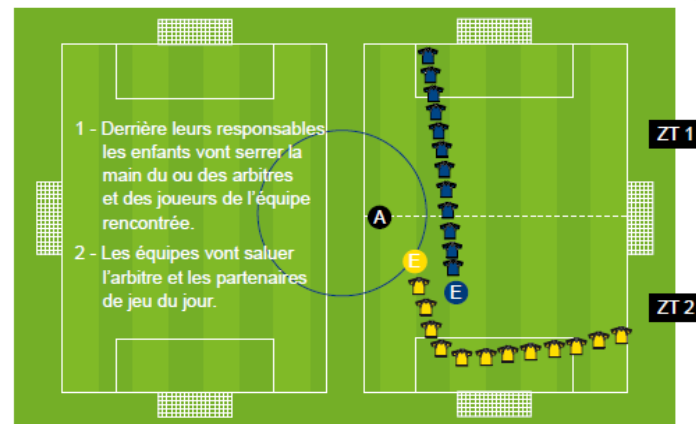 1 - Derrière leurs responsables
les enfants vont serrer la
main du ou des arbitres
et des joueurs de l'équipe
rencontrée.
2 - Les équipes vont saluer
l'arbitre et les partenaires
de jeu du jour.
ZT 1
A
E
E
ZT 2